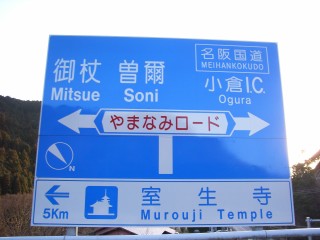 名阪国道
MEIHANKOKUDO
御杖 曽爾
Mitsue Soni
小倉I.C.
Ogura
やまなみロード
N
室生寺
5Km
Murouji Temple